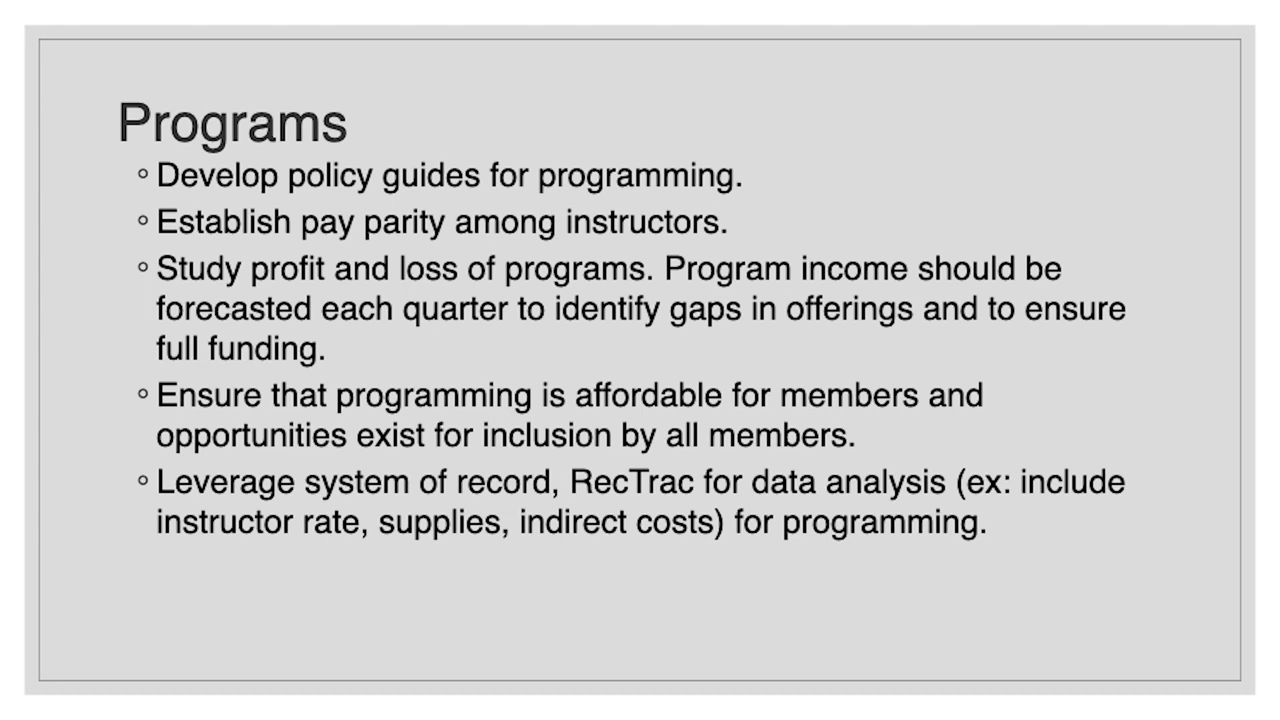 Programs
◦ Develop policy guides for programming.
◦ Establish pay parity among instructors.
◦ Study profit and loss of programs. Program income should be
forecasted each quarter to identify gaps in offerings and to ensure
full funding.
◦ Ensure that programming is affordable for members and
opportunities exist for inclusion by all members.
◦ Leverage system of record, RecTrac for data analysis (ex: include
instructor rate, supplies, indirect costs) for programming.